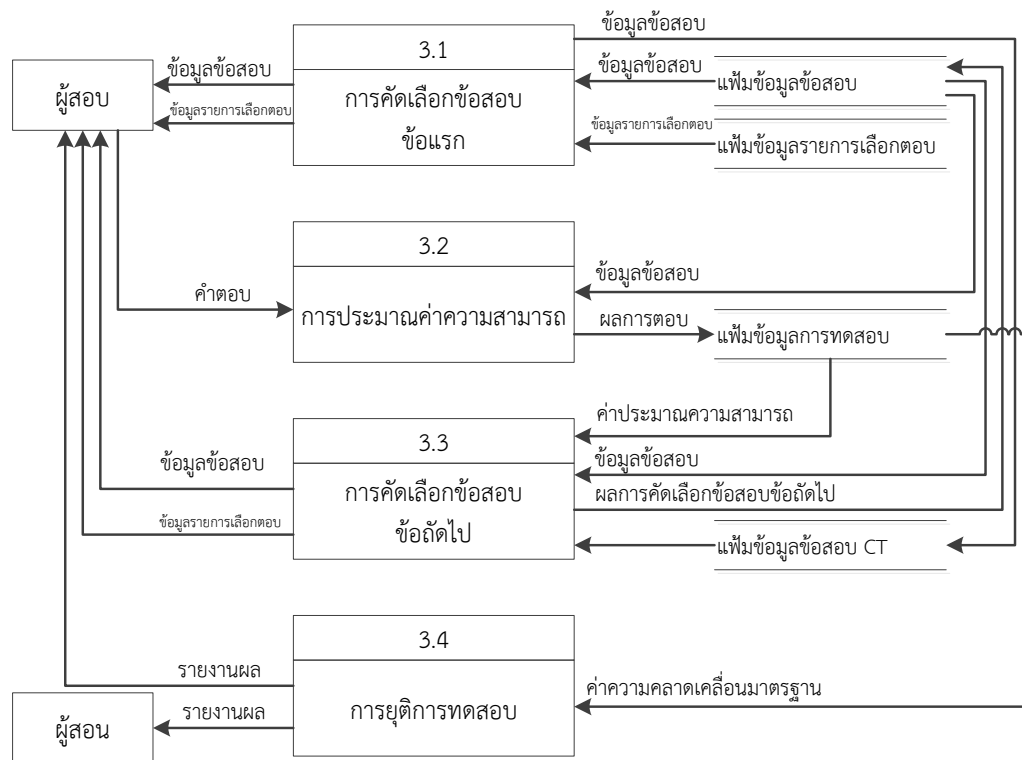 ข้อมูลข้อสอบ
3.1
ข้อมูลข้อสอบ
ข้อมูลข้อสอบ
ผู้สอบ
การคัดเลือกข้อสอบ
ข้อแรก
แฟ้มข้อมูลข้อสอบ
ข้อมูลรายการเลือกตอบ
ข้อมูลรายการเลือกตอบ
แฟ้มข้อมูลรายการเลือกตอบ
3.2
ข้อมูลข้อสอบ
คำตอบ
การประมาณค่าความสามารถ
ผลการตอบ
แฟ้มข้อมูลการทดสอบ
ค่าประมาณความสามารถ
3.3
ข้อมูลข้อสอบ
ข้อมูลข้อสอบ
การคัดเลือกข้อสอบ
ข้อถัดไป
ผลการคัดเลือกข้อสอบข้อถัดไป
ข้อมูลรายการเลือกตอบ
แฟ้มข้อมูลข้อสอบ CT
3.4
รายงานผล
ค่าความคลาดเคลื่อนมาตรฐาน
การยุติการทดสอบ
รายงานผล
ผู้สอน